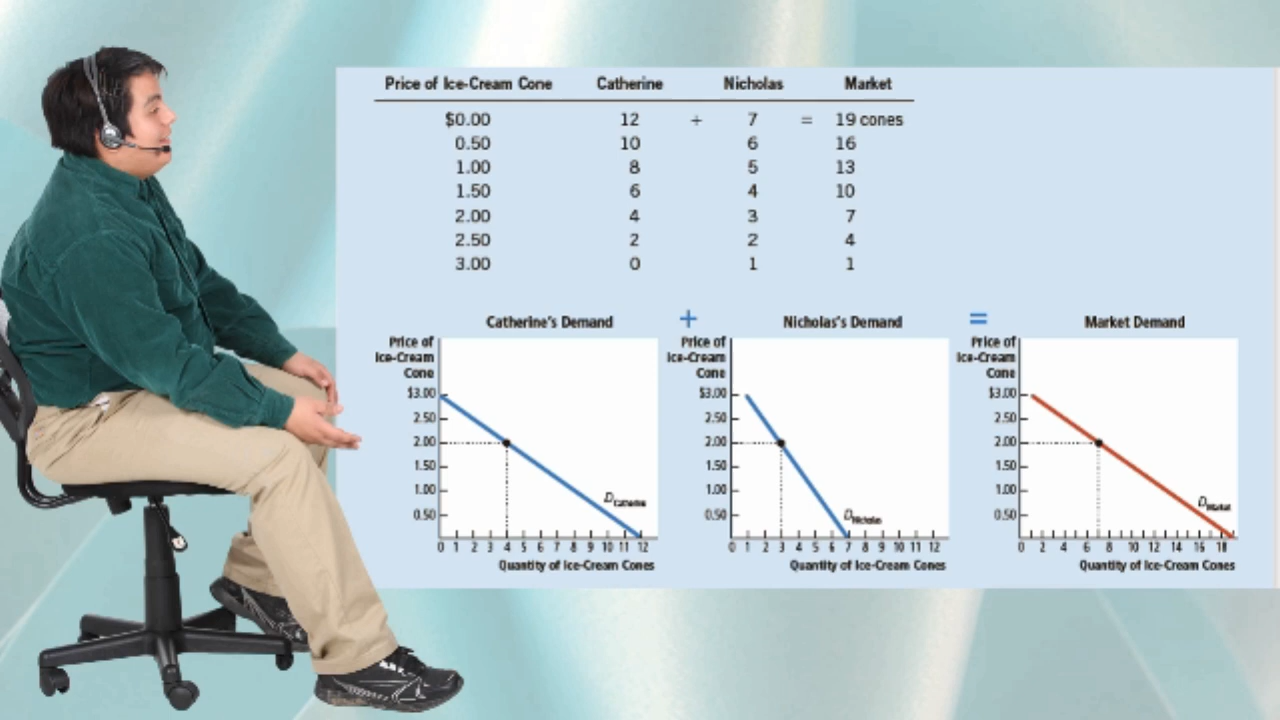 Price of Ice-Cream Cone Catherine Nicholas Market
$0.00 12 + 7 = 19 cones
0.50 10 6 16
1.00 8 5 13
1.50 6 4 10
2.00 4 3 7
2.50 2 2 4
3.00 0 1 1
Catherine's Demand + Nicholas's Demand = Market Demand
Price of
Ice-Cream
Cone
$3.00
2.50
2.00
1.50
1.00
0.50
D Catherine
0 1 2 3 4 5 6 7 8 9 10 11 12
Quantity of Ice-Cream Cones
Price of
Ice-Cream
Cone
$3.00
2.50
2.00
1.50
1.00
0.50
D Nicholas
0 1 2 3 4 5 6 7 8 9 10 11 12
Quantity of Ice-Cream Cones
Price of
Ice-Cream
Cone
$3.00
2.50
2.00
1.50
1.00
0.50
D Market
0 2 4 6 8 10 12 14 16 18
Quantity of Ice-Cream Cones